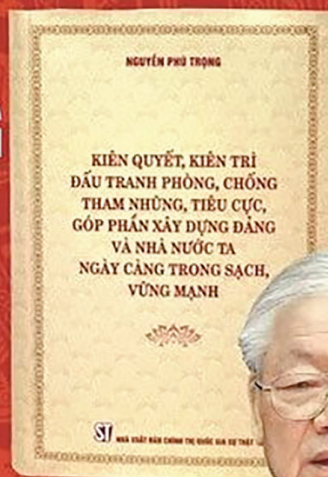 NGUYỄN PHÚ TRỌNG
KIÊN QUYẾT, KIÊN TRÌ
ĐẤU TRANH PHÒNG, CHỐNG
THAM NHŨNG, TIÊU CỰC,
GÓP PHẦN XÂY DỰNG ĐẢNG
VÀ NHÀ NƯỚC TA
NGÀY CÀNG TRONG SẠCH,
VỮNG MẠNH
ST NHÀ XUẤT BẢN CHÍNH TRỊ QUỐC GIA SỰ THẬT